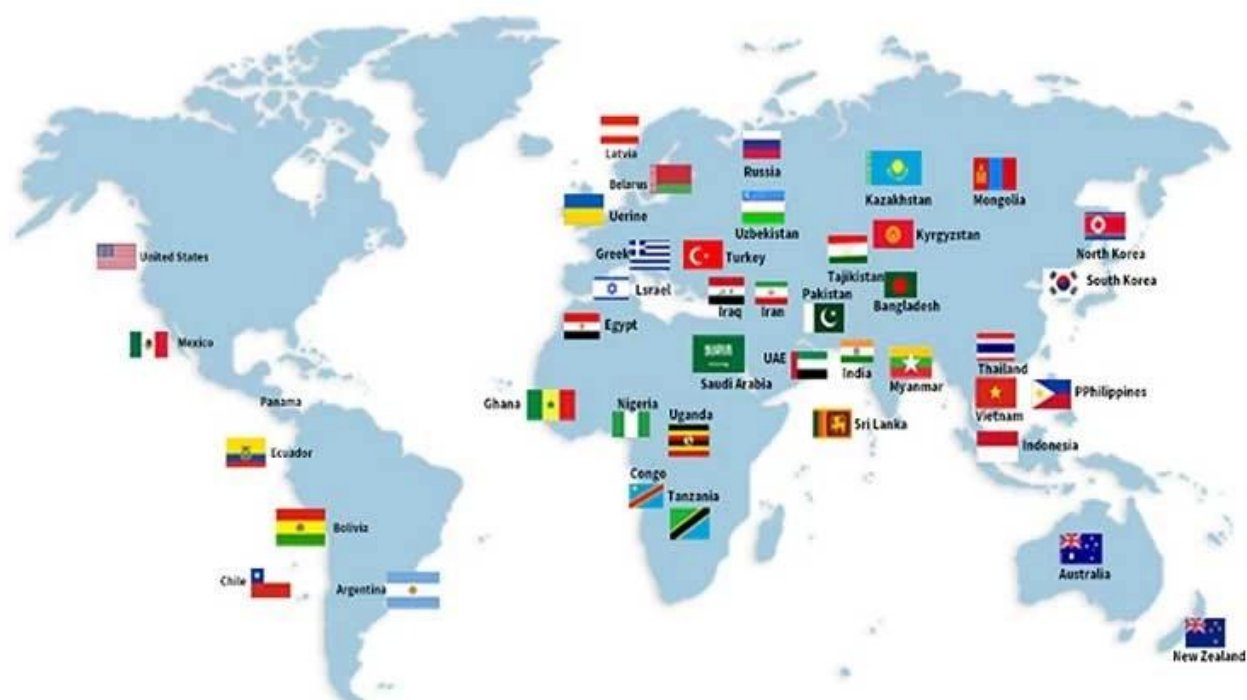 Latvia
Russia
Belarus
Kazakhstan
Mongolia
Uerine
Uzbekistan
Kyrgyzstan
United States
Greek
Turkey
North Korea
Tajikistan
South Korea
Lsrael
Pakistan
Bangladesh
Iraq
Iran
Egypt
Mexico
UAE
India
Thailand
Saudi Arabia
Myanmar
PPhilippines
Panama
Ghana
Nigeria
Uganda
Vietnam
Sri Lanka
Ecuador
Indonesia
Congo
Tanzania
Bolivia
Chile
Argentina
Australia
New Zealand